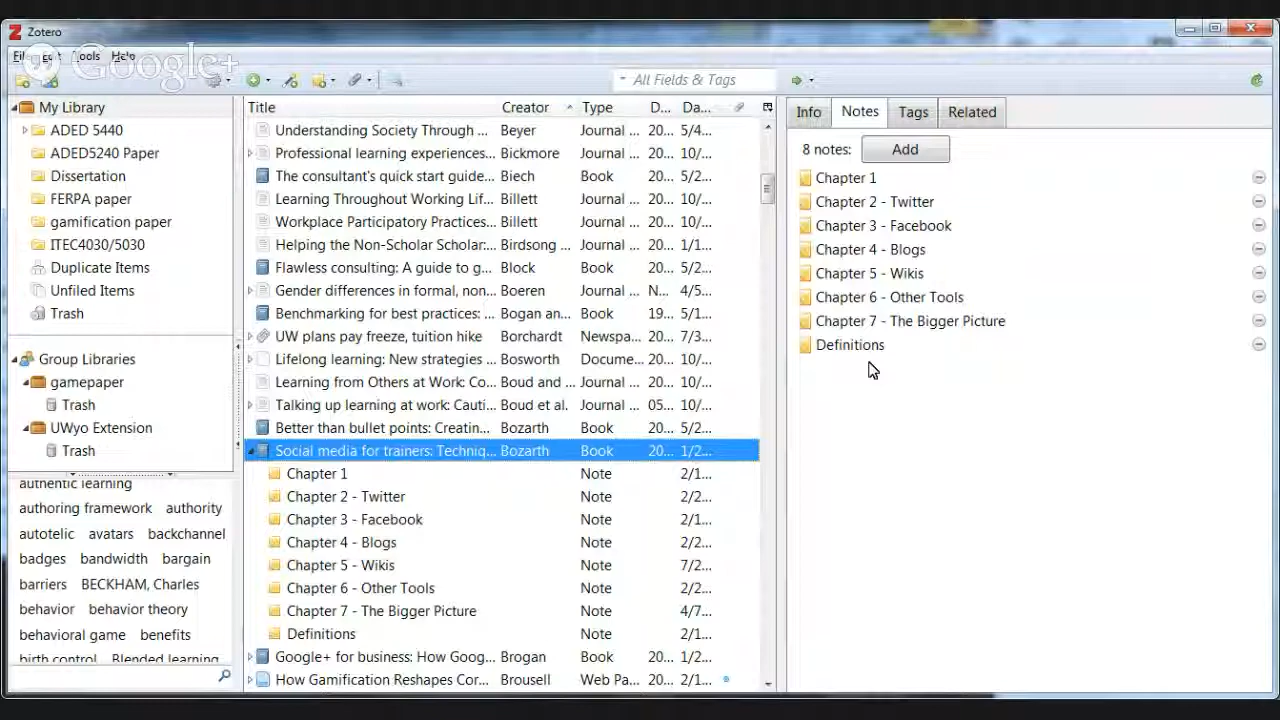 Zotero
Google+
File Edit Tools Help
All Fields & Tags
My Library
ADED 5440
ADED5240 Paper
Dissertation
FERPA paper
gamification paper
ITEC4030/5030
Duplicate Items
Unfiled Items
Trash
Group Libraries
gamepaper
Trash
UWyo Extension
Trash
authentic learning
authoring framework authority
autotelic avatars backchannel
badges bandwidth bargain
barriers BECKHAM, Charles
behavior behavior theory
behavioral game benefits
birth control Blended learning
Title Creator Type D... Da...
Understanding Society Through ... Beyer Journal ... 20... 5/4...
Professional learning experiences... Bickmore Journal ... 20... 10/...
The consultant's quick start guide... Biech Book 20... 5/2...
Learning Throughout Working Lif... Billett Journal ... 20... 10/...
Workplace Participatory Practices... Billett Journal ... 20... 10/...
Helping the Non-Scholar Scholar:... Birdsong ... Journal ... 20... 1/1...
Flawless consulting: A guide to g... Block Book 20... 5/2...
Gender differences in formal, non... Boeren Journal ... N... 4/5...
Benchmarking for best practices: ... Bogan an... Book 19... 5/1...
UW plans pay freeze, tuition hike Borchardt Newspa... 20... 7/3...
Lifelong learning: New strategies ... Bosworth Docume... 20... 10/...
Learning from Others at Work: Co... Boud and ... Journal ... 20... 10/...
Talking up learning at work: Cauti... Boud et al. Journal ... 05... 10/...
Better than bullet points: Creatin... Bozarth Book 20... 5/2...
Social media for trainers: Techniq... Bozarth Book 20... 1/2...
Chapter 1 Note 2/1...
Chapter 2 - Twitter Note 2/2...
Chapter 3 - Facebook Note 2/1...
Chapter 4 - Blogs Note 2/2...
Chapter 5 - Wikis Note 7/2...
Chapter 6 - Other Tools Note 2/2...
Chapter 7 - The Bigger Picture Note 4/7...
Definitions Note 2/1...
Google+ for business: How Goog... Brogan Book 20... 1/2...
How Gamification Reshapes Cor... Brousell Web Pa... 20... 2/1...
Info Notes Tags Related
8 notes: Add
Chapter 1
Chapter 2 - Twitter
Chapter 3 - Facebook
Chapter 4 - Blogs
Chapter 5 - Wikis
Chapter 6 - Other Tools
Chapter 7 - The Bigger Picture
Definitions